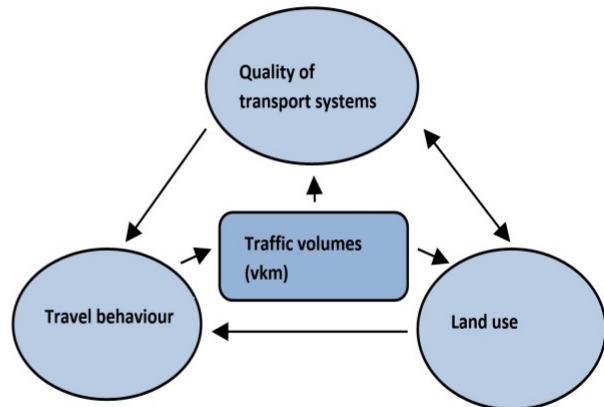 Quality of
transport systems
Traffic volumes
(vkm)
Travel behaviour
Land use